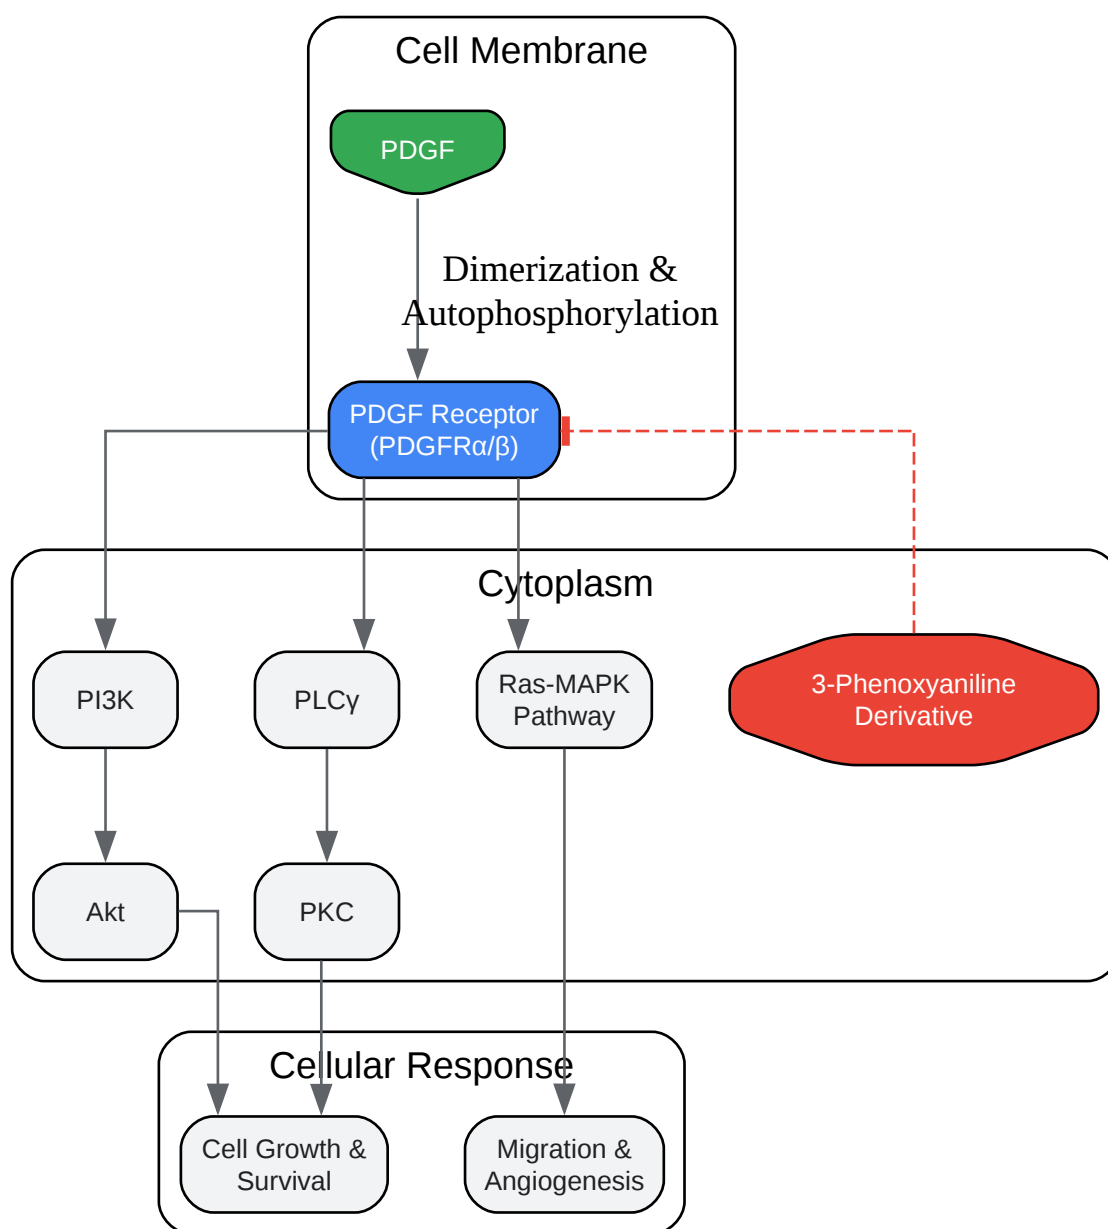 Cell Membrane
PDGF
Dimerization &
Autophosphorylation
PDGF Receptor
(PDGFRα/β)
Cytoplasm
PI3K
PLCγ
Ras-MAPK
Pathway
3-Phenoxyaniline
Derivative
Akt
PKC
Cellular Response
Cell Growth &
Survival
Migration &
Angiogenesis